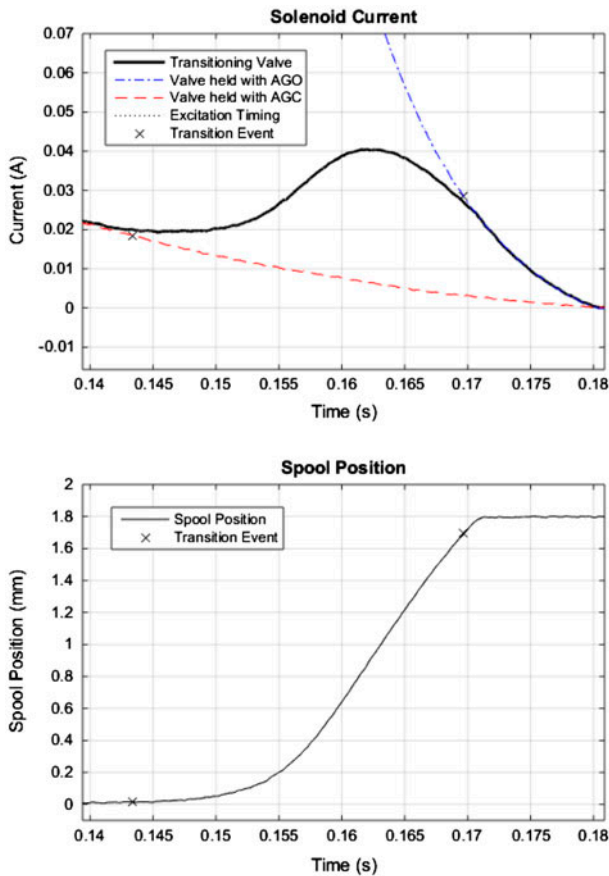 Solenoid Current
0.07
0.06
0.05
0.04
0.03
0.02
0.01
0
-0.01
Current (A)
Transitioning Valve
Valve held with AGO
Valve held with AGC
Excitation Timing
Transition Event
0.14 0.145 0.15 0.155 0.16 0.165 0.17 0.175 0.18
Time (s)
Spool Position
2
1.8
1.6
1.4
1.2
1
0.8
0.6
0.4
0.2
0
Spool Position (mm)
Spool Position
Transition Event
0.14 0.145 0.15 0.155 0.16 0.165 0.17 0.175 0.18
Time (s)